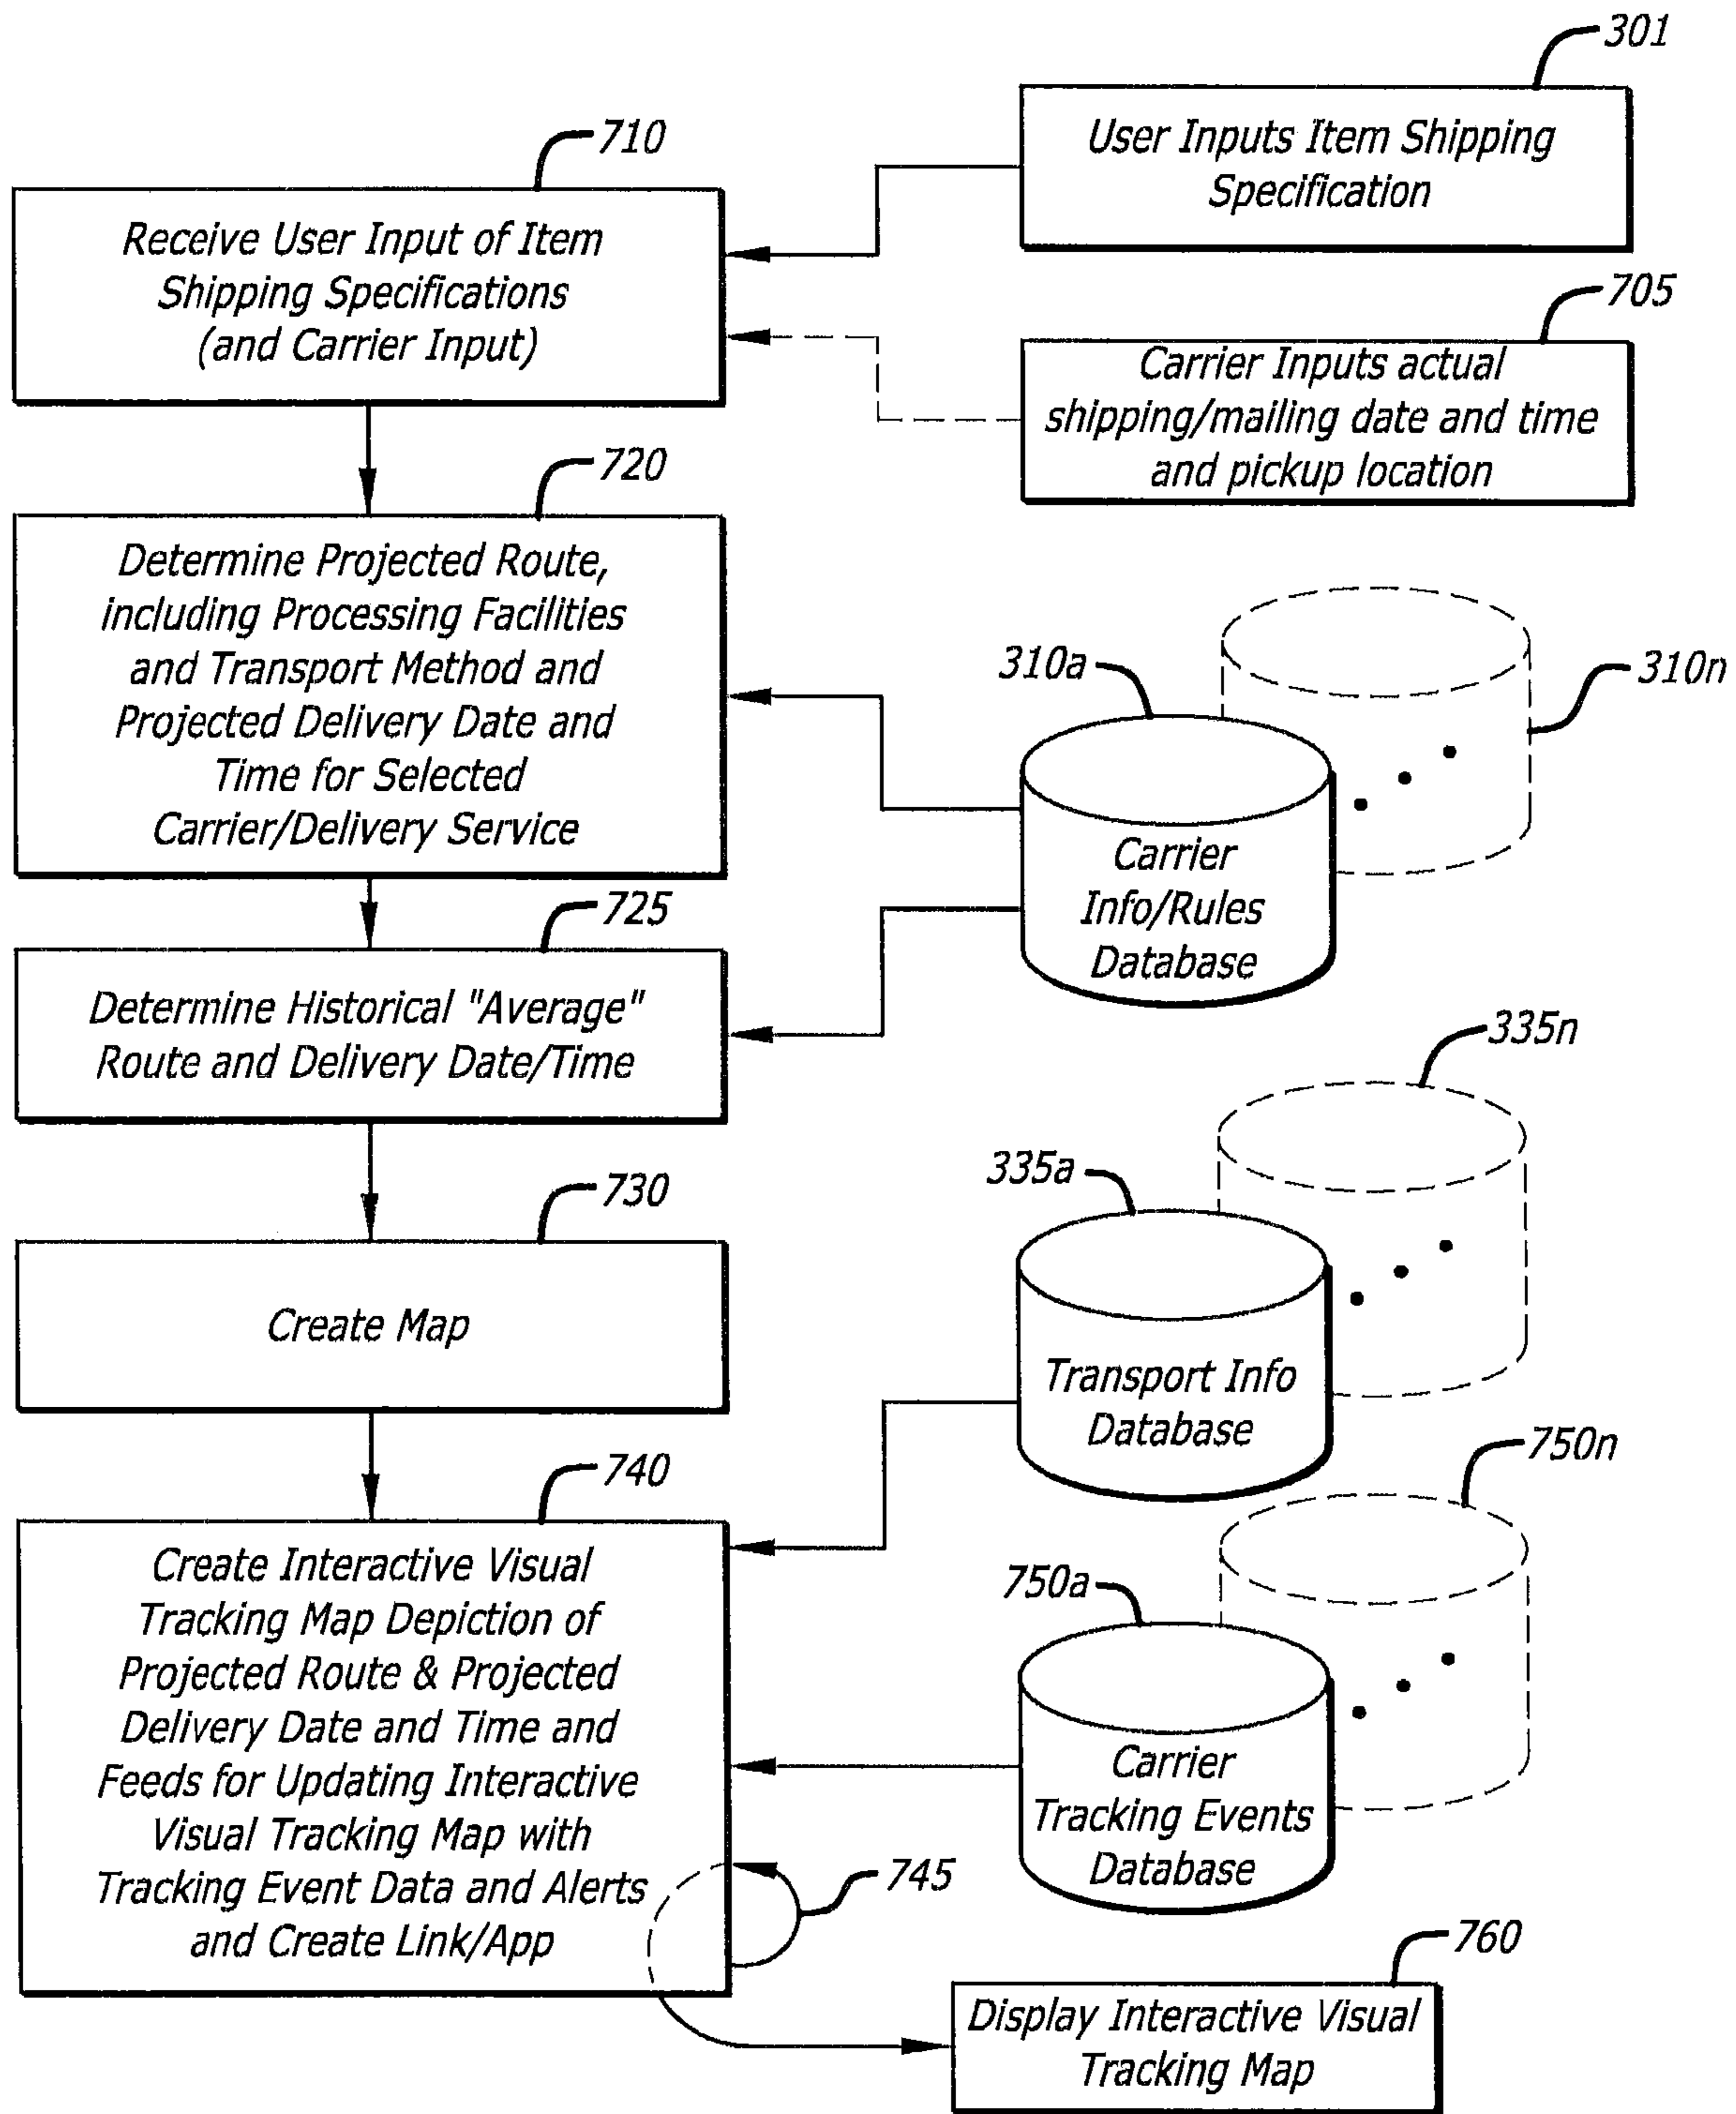 301
User Inputs Item Shipping
Specification
710
Receive User Input of Item
Shipping Specifications
(and Carrier Input)
705
Carrier Inputs actual
shipping/mailing date and time
and pickup location
720
Determine Projected Route,
including Processing Facilities
and Transport Method and
Projected Delivery Date and
Time for Selected
Carrier/Delivery Service
310a
310n
Carrier
Info/Rules
Database
725
Determine Historical "Average"
Route and Delivery Date/Time
335n
335a
Transport Info
Database
730
Create Map
740
Create Interactive Visual
Tracking Map Depiction of
Projected Route & Projected
Delivery Date and Time and
Feeds for Updating Interactive
Visual Tracking Map with
Tracking Event Data and Alerts
and Create Link/App
745
750n
750a
Carrier
Tracking Events
Database
760
Display Interactive Visual
Tracking Map